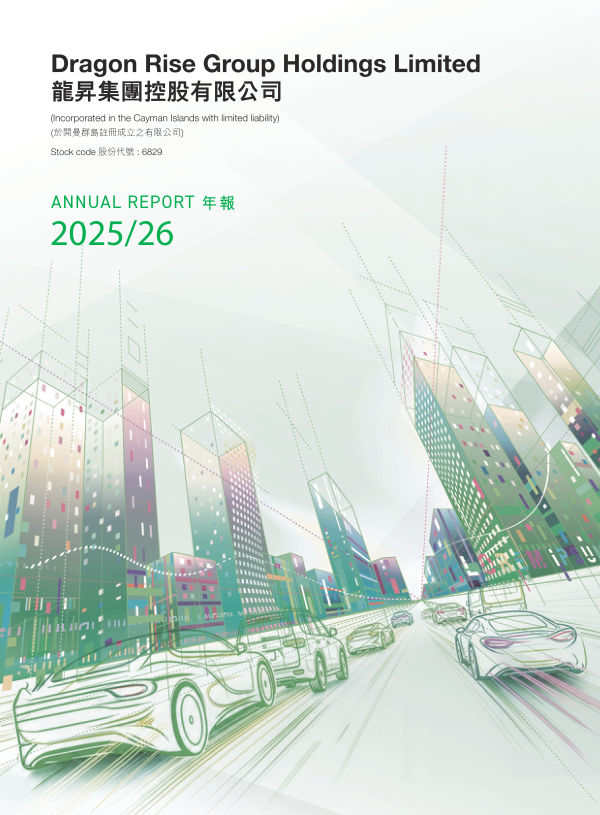 Dragon Rise Group Holdings Limited
龍昇集團控股有限公司
(Incorporated in the Cayman Islands with limited liability)
(於開曼群島註冊成立之有限公司)
Stock code 股份代號 : 6829
ANNUAL REPORT 年報
2025/26